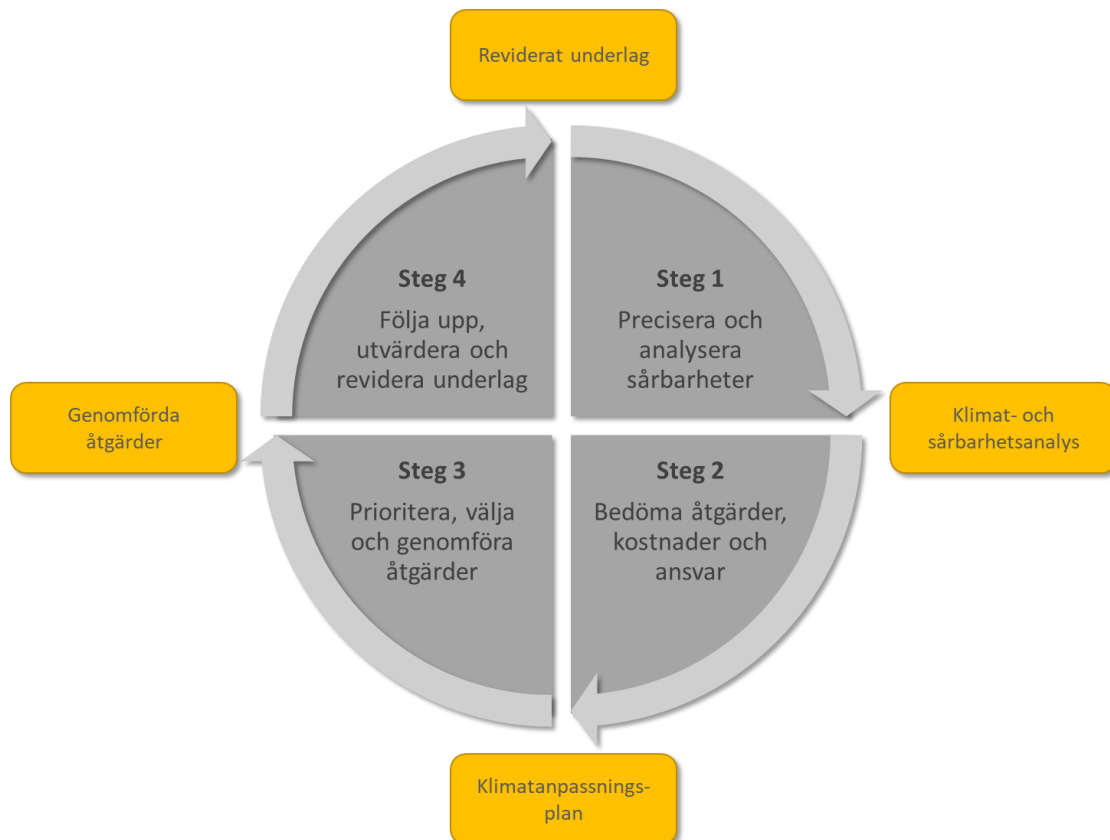 Reviderat underlag
Steg 4
Följa upp,
utvärdera och
revidera underlag
Steg 1
Precisera och
analysera
sårbarheter
Genomförda
åtgärder
Klimat- och
sårbarhetsanalys
Steg 3
Prioritera, välja
och genomföra
åtgärder
Steg 2
Bedöma åtgärder,
kostnader och
ansvar
Klimatanpassnings-
plan